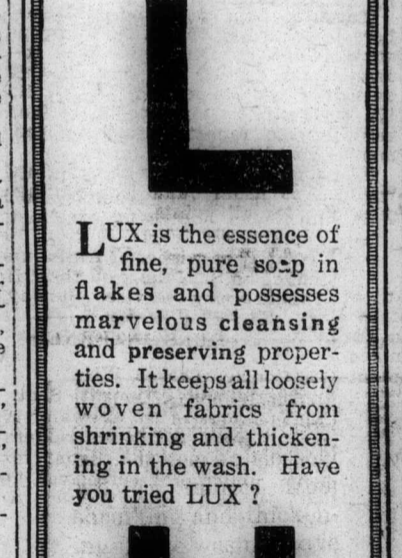 L
LUX is the essence of
fine, pure soap in
flakes and possesses
marvelous cleansing
and preserving proper-
ties. It keeps all loosely
woven fabrics from
shrinking and thicken-
ing in the wash. Have
you tried LUX ?